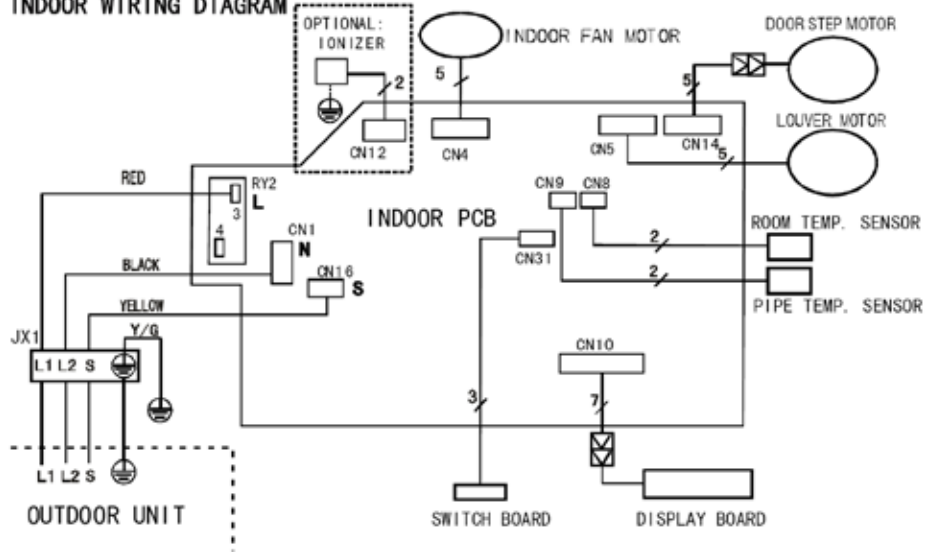 INDOOR WIRING DIAGRAM
OPTIONAL:
IONIZER
2
CN12
INDOOR FAN MOTOR
5
CN4
DOOR STEP MOTOR
5
CN14
LOUVER MOTOR
CN5
5
RED
RY2
3
L
4
CN1
N
INDOOR PCB
CN9
CN8
CN31
ROOM TEMP. SENSOR
2
2
PIPE TEMP. SENSOR
BLACK
CN16
S
YELLOW
Y/G
JX1
L1 L2 S
CN10
3
7
L1 L2 S
OUTDOOR UNIT
SWITCH BOARD
DISPLAY BOARD